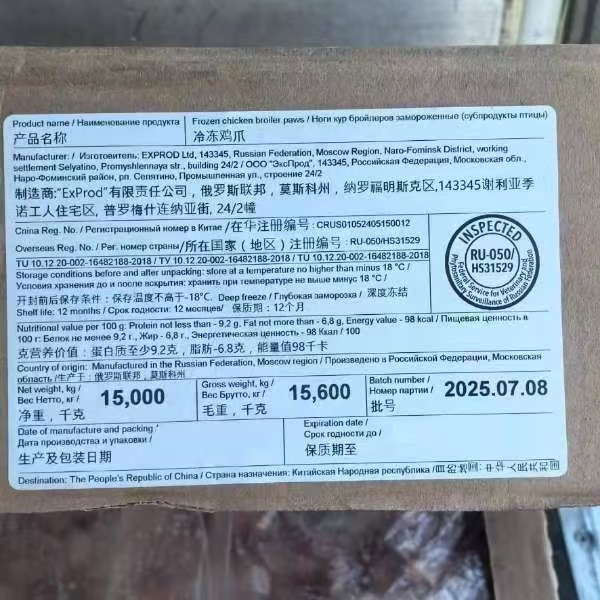 Product name / Наименование продукта
产品名称
Frozen chicken broiler paws / Ноги кур бройлеров замороженные (субпродукты птицы)
冷冻鸡爪
Manufacturer: / Изготовитель: EXPROD Ltd, 143345, Russian Federation, Moscow Region, Naro-Fominsk District, working
settlement Selyatino, Promyshlennaya str., building 24/2 / ООО "ЭксПрод", 143345, Российская Федерация, Московская обл.,
Наро-Фоминский район, рп. Селятино, Промышленная ул., строение 24/2
制造商:"ExProd"有限责任公司，俄罗斯联邦，莫斯科州，纳罗福明斯克区,143345谢利亚季
诺工人住宅区, 普罗梅什连纳亚街, 24/2幢
China Reg. No. / Регистрационный номер в Китае /在华注册编号: CRUS01052405150012
Overseas Reg. No. / Рег. номер страны/所在国家（地区）注册编号: RU-050/HS31529
TU 10.12.20-002-16482188-2018 / ТУ 10.12.20-002-16482188-2018 / TU 10.12.20-002-16482188-2018
Storage conditions before and after unpacking: store at a temperature no higher than minus 18 °C /
Условия хранения до и после вскрытия: хранить при температуре не выше минус 18 °С /
开封前后保存条件：保存温度不高于-18℃. Deep freeze / Глубокая заморозка / 深度冻结
Shelf life: 12 months / Срок годности: 12 месяцев/ 保质期：12个月
INSPECTED
RU-050/
HS31529
Federal Service for Veterinary and
Phytosanitary Surveillance of Russian Federation
Nutritional value per 100 g: Protein not less than - 9,2 g, Fat not more than - 6,8 g, Energy value - 98 kcal / Пищевая ценность в
100 г: Белок не менее 9,2 г., Жир - 6,8 г., Энергетическая ценность - 98 Ккал / 100
克营养价值：蛋白质至少9.2克，脂肪-6.8克，能量值98千卡
Country of origin: Manufactured in the Russian Federation, Moscow region / Произведено в Российской Федерации, Московская
область /生产于：俄罗斯联邦，莫斯科州
Net weight, kg /
Вес Нетто, кг /
净重，千克
15,000
Gross weight, kg /
Вес Брутто, кг /
毛重，千克
15,600
Batch number /
Номер партии /
批号
2025.07.08
Date of manufacture and packing /
Дата производства и упаковки /
生产及包装日期
Expiration date /
Срок годности до /
保质期至
Destination: The People's Republic of China / Страна назначения: Китайская Народная республика / 目的地国: 中华人民共和国